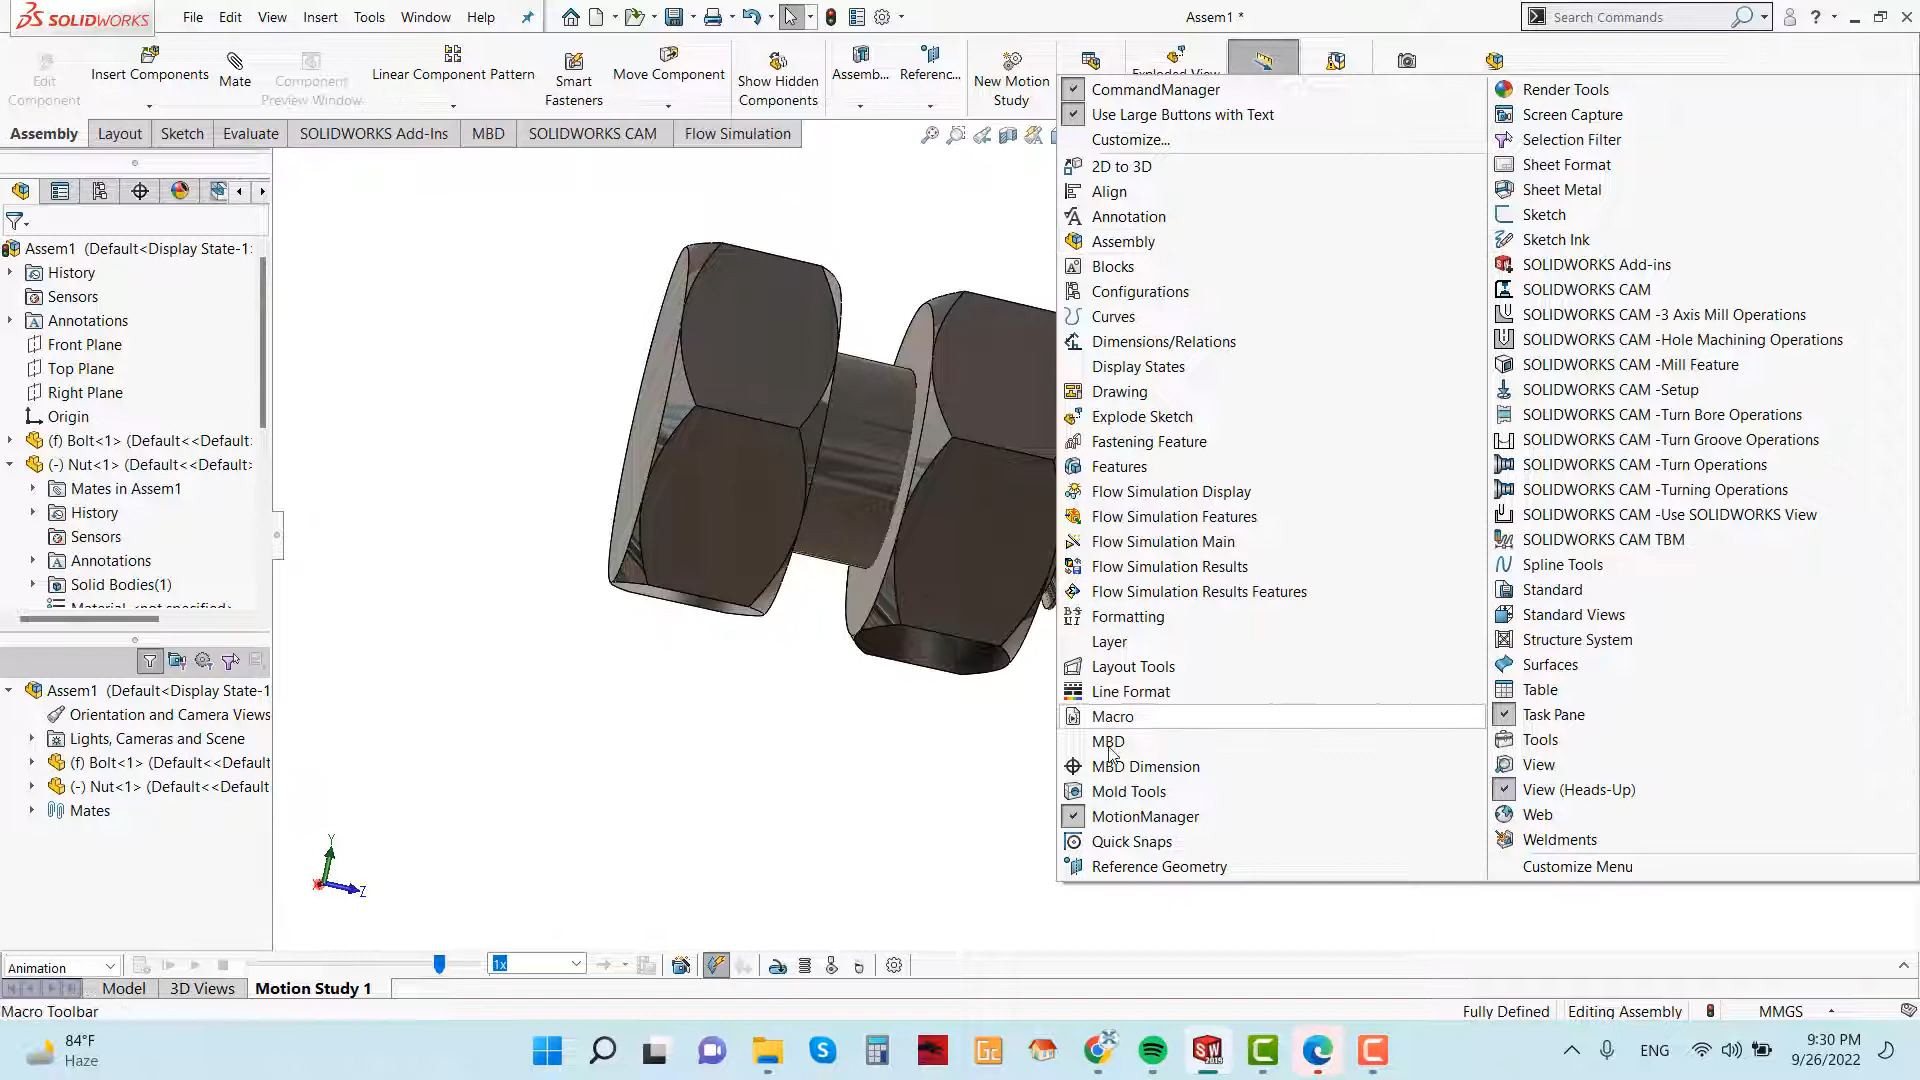 SOLIDWORKS File Edit View Insert Tools Window Help Assem1 * Search Commands
Edit Component
Insert Components
Mate
Component Preview Window
Linear Component Pattern
Smart Fasteners
Move Component
Show Hidden Components
Assemb...
Referenc...
New Motion Study
Exploded View
Assembly Layout Sketch Evaluate SOLIDWORKS Add-Ins MBD SOLIDWORKS CAM Flow Simulation
Assem1 (Default<Display State-1:
History
Sensors
Annotations
Front Plane
Top Plane
Right Plane
Origin
(f) Bolt<1> (Default<<Default:
(-) Nut<1> (Default<<Default>
Mates in Assem1
History
Sensors
Annotations
Solid Bodies(1)
Material <not specified>
Assem1 (Default<Display State-1
Orientation and Camera Views
Lights, Cameras and Scene
(f) Bolt<1> (Default<<Default
(-) Nut<1> (Default<<Default
Mates
Y
Z
CommandManager
Use Large Buttons with Text
Customize...
2D to 3D
Align
Annotation
Assembly
Blocks
Configurations
Curves
Dimensions/Relations
Display States
Drawing
Explode Sketch
Fastening Feature
Features
Flow Simulation Display
Flow Simulation Features
Flow Simulation Main
Flow Simulation Results
Flow Simulation Results Features
Formatting
Layer
Layout Tools
Line Format
Macro
MBD
MBD Dimension
Mold Tools
MotionManager
Quick Snaps
Reference Geometry
Render Tools
Screen Capture
Selection Filter
Sheet Format
Sheet Metal
Sketch
Sketch Ink
SOLIDWORKS Add-ins
SOLIDWORKS CAM
SOLIDWORKS CAM -3 Axis Mill Operations
SOLIDWORKS CAM -Hole Machining Operations
SOLIDWORKS CAM -Mill Feature
SOLIDWORKS CAM -Setup
SOLIDWORKS CAM -Turn Bore Operations
SOLIDWORKS CAM -Turn Groove Operations
SOLIDWORKS CAM -Turn Operations
SOLIDWORKS CAM -Turning Operations
SOLIDWORKS CAM -Use SOLIDWORKS View
SOLIDWORKS CAM TBM
Spline Tools
Standard
Standard Views
Structure System
Surfaces
Table
Task Pane
Tools
View
View (Heads-Up)
Web
Weldments
Customize Menu
Animation 1x
Model 3D Views Motion Study 1
Macro Toolbar Fully Defined Editing Assembly MMGS
84°F
Haze
ENG
9:30 PM
9/26/2022